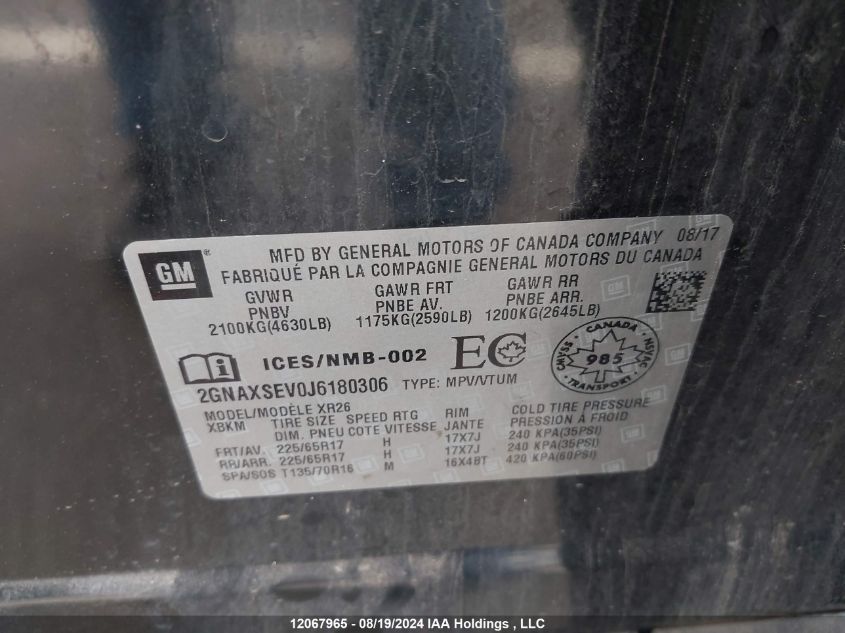 GM
MFD BY GENERAL MOTORS OF CANADA COMPANY 08/17
FABRIQUÉ PAR LA COMPAGNIE GENERAL MOTORS DU CANADA
GVWR GAWR FRT GAWR RR
PNBV PNBE AV. PNBE ARR.
2100KG(4630LB) 1175KG(2590LB) 1200KG(2645LB)
ICES/NMB-002 EC
CANADA
CMVSS 985 NSVAC
TRANSPORT
2GNAXSEV0J6180306 TYPE: MPV/VTUM
MODEL/MODÈLE XR26
XBKM TIRE SIZE SPEED RTG RIM COLD TIRE PRESSURE
DIM. PNEU COTE VITESSE JANTE PRESSION À FROID
FRT/AV. 225/65R17 H 17X7J 240 KPA(35PSI)
RR/ARR. 225/65R17 H 17X7J 240 KPA(35PSI)
SPA/SOS T135/70R16 M 16X4BT 420 KPA(60PSI)
12067965 - 08/19/2024 IAA Holdings , LLC